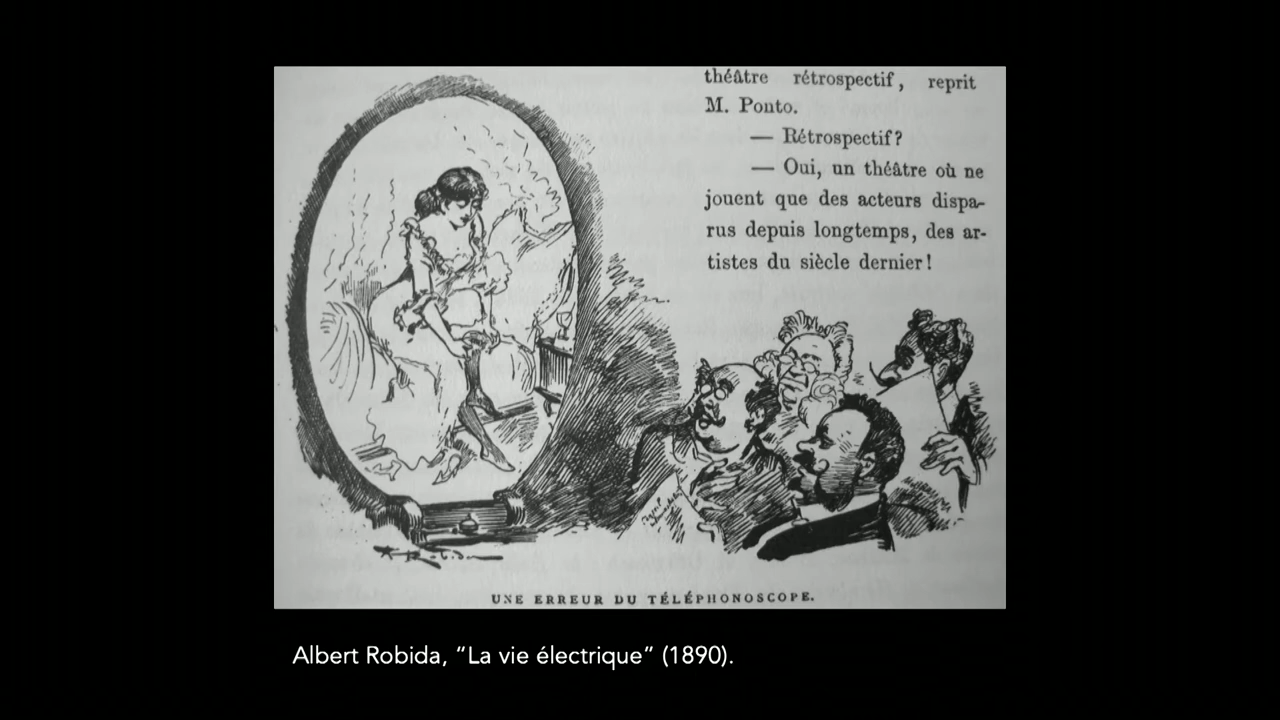 théâtre rétrospectif, reprit
M. Ponto.
— Rétrospectif?
— Oui, un théâtre où ne
jouent que des acteurs dispa-
rus depuis longtemps, des ar-
tistes du siècle dernier!
UNE ERREUR DU TÉLÉPHONOSCOPE.
Albert Robida, “La vie électrique” (1890).